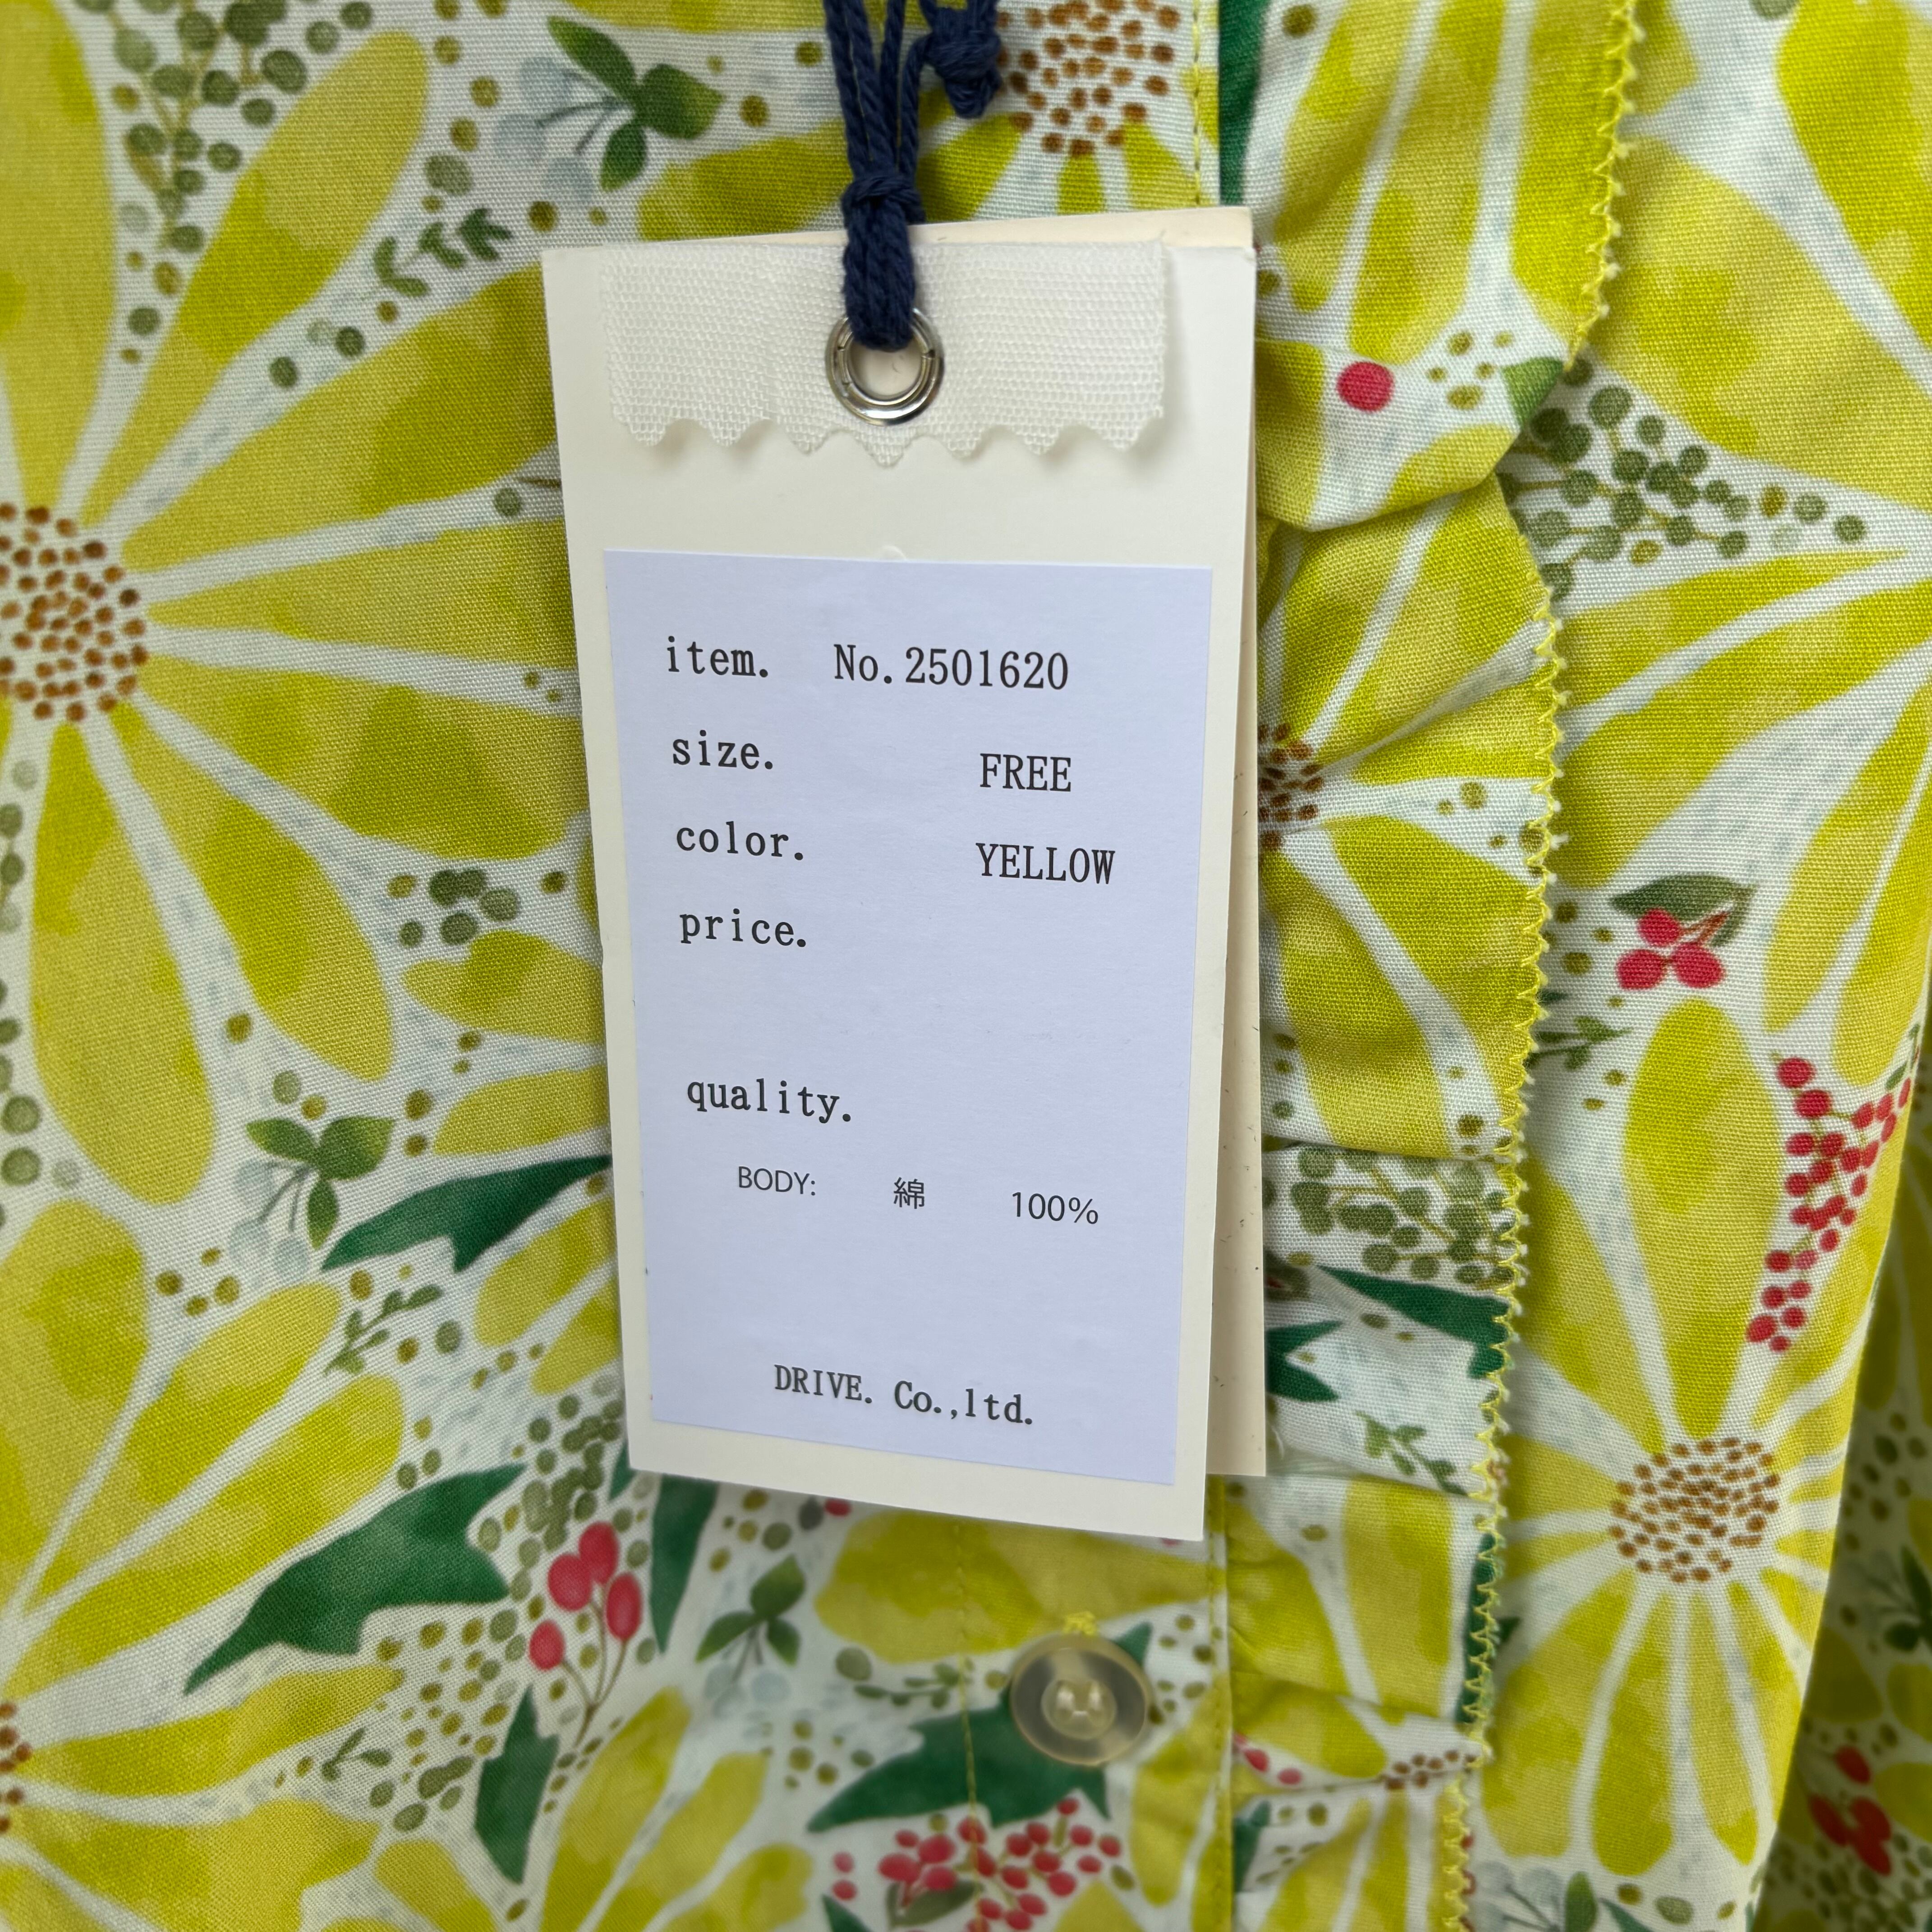 item. No.2501620
size. FREE
color. YELLOW
price.
quality.
BODY: 綿 100%
DRIVE. Co.,ltd.